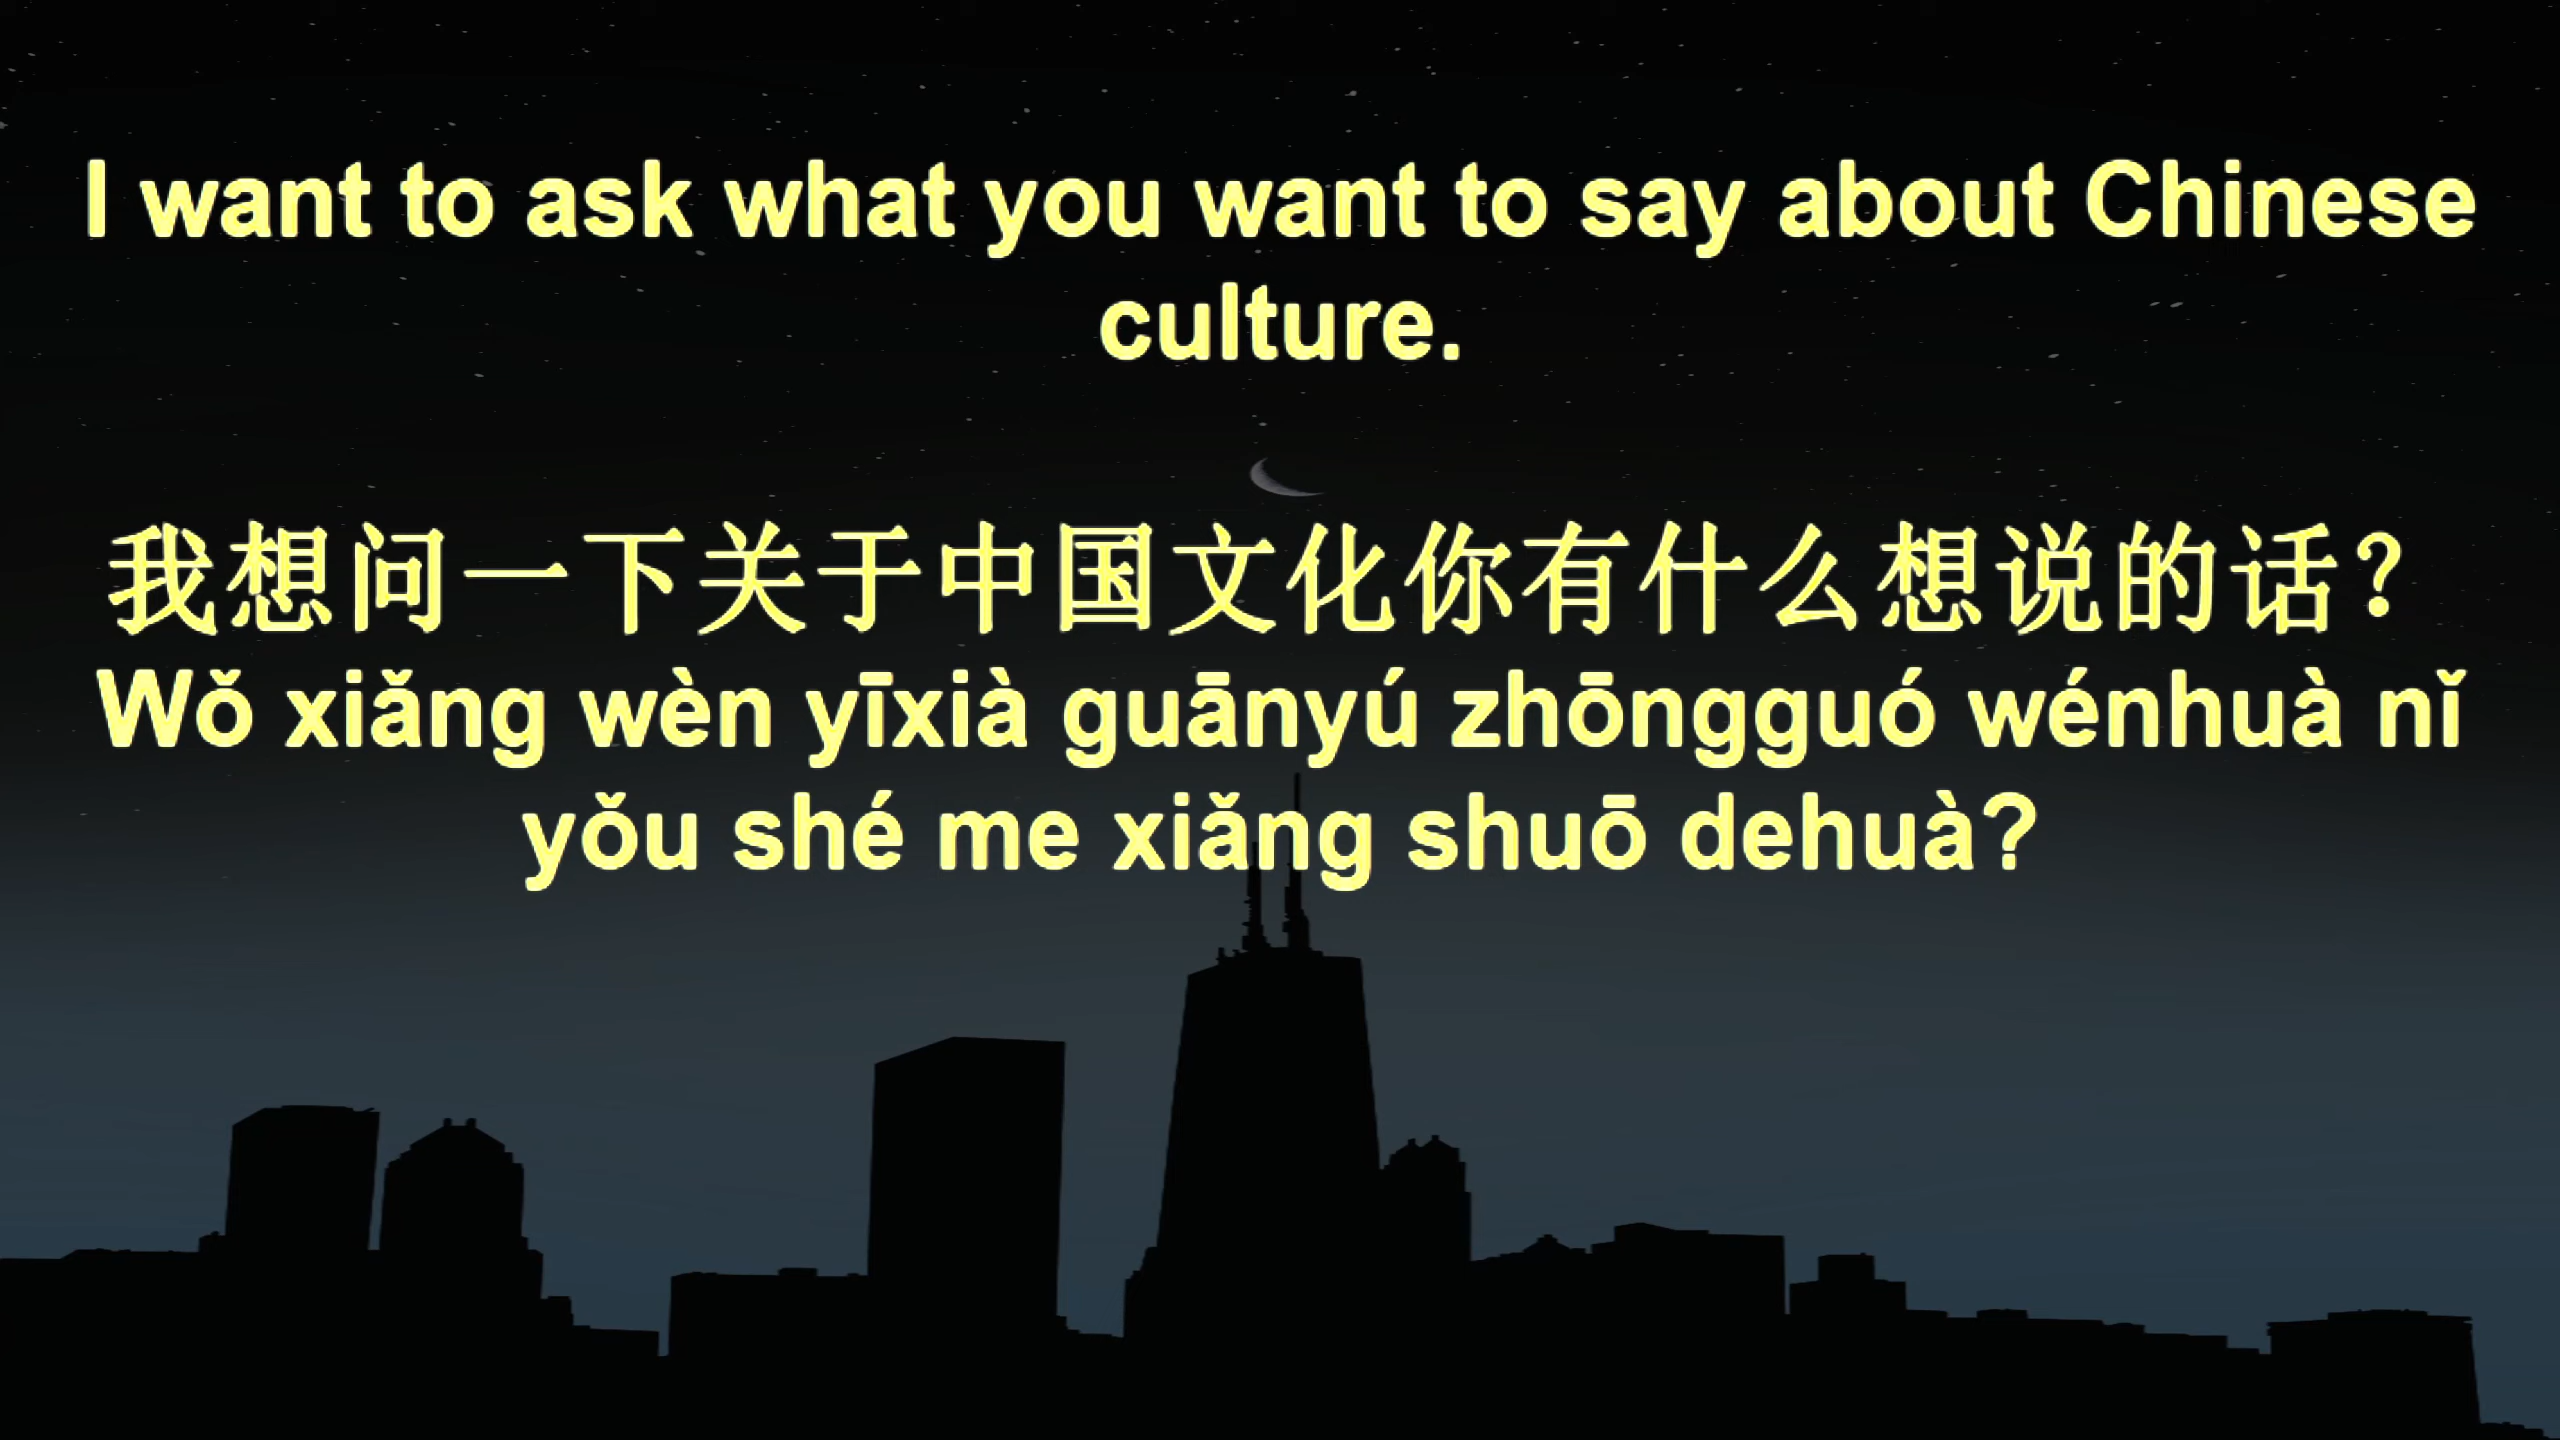 I want to ask what you want to say about Chinese
culture.
我想问一下关于中国文化你有什么想说的话？
Wǒ xiǎng wèn yīxià guānyú zhōngguó wénhuà nǐ
yǒu shé me xiǎng shuō dehuà?